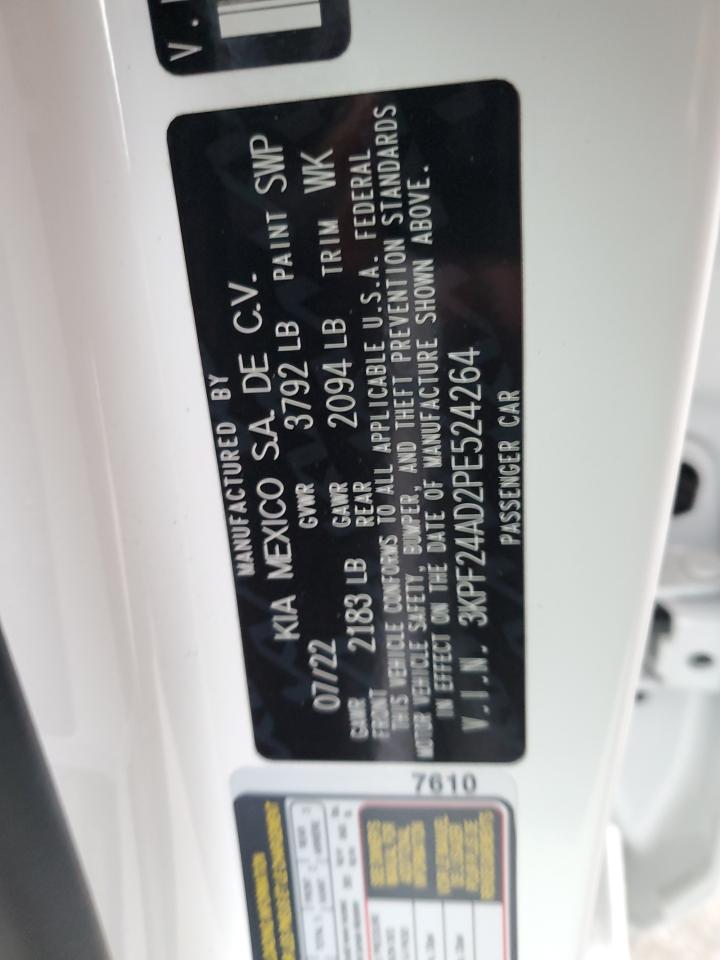 V.I
MANUFACTURED BY
KIA MEXICO S.A. DE C.V.
07/22 GVWR 3792 LB PAINT SWP
GAWR FRONT 2183 LB GAWR REAR 2094 LB TRIM WK
THIS VEHICLE CONFORMS TO ALL APPLICABLE U.S.A. FEDERAL
MOTOR VEHICLE SAFETY, BUMPER, AND THEFT PREVENTION STANDARDS
IN EFFECT ON THE DATE OF MANUFACTURE SHOWN ABOVE.
V.I.N. 3KPF24AD2PE524264
PASSENGER CAR
7610